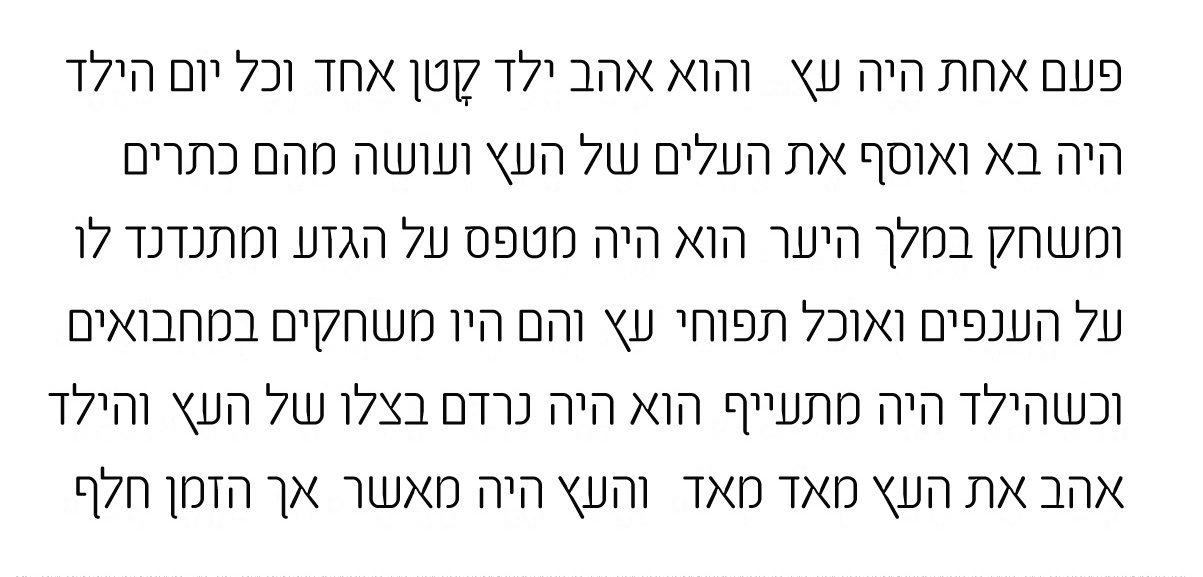 פעם אחת היה עץ והוא אהב ילד קָטן אחד וכל יום הילד
היה בא ואוסף את העלים של העץ ועושה מהם כתרים
ומשחק במלך היער הוא היה מטפס על הגזע ומתנדנד לו
על הענפים ואוכל תפוחי עץ והם היו משחקים במחבואים
וכשהילד היה מתעייף הוא היה נרדם בצלו של העץ והילד
אהב את העץ מאד מאד והעץ היה מאשר אך הזמן חלף